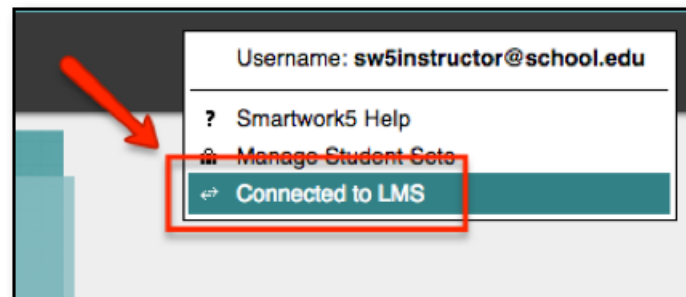 Username: sw5instructor@school.edu
? Smartwork5 Help
Manage Student Sets
Connected to LMS